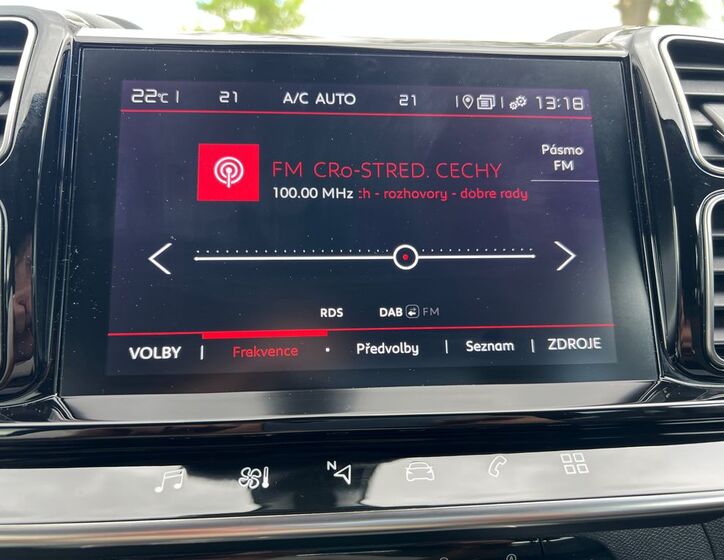 22°C 21 A/C AUTO 21 13:18
Pásmo
FM
FM CRo-STRED. CECHY
100.00 MHz ch - rozhovory - dobre rady
RDS DAB FM
VOLBY Frekvence Předvolby Seznam ZDROJE
N